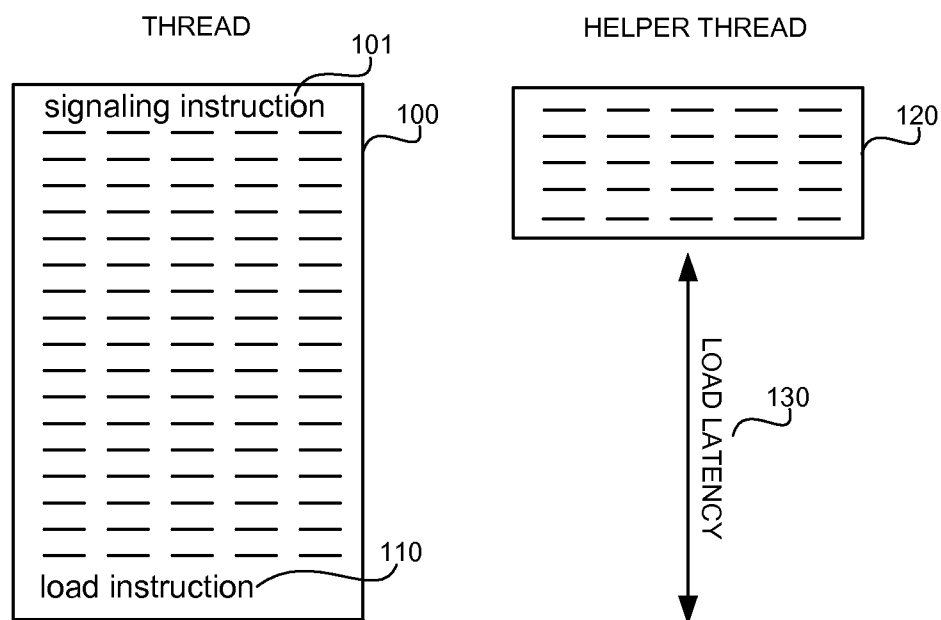 THREAD
HELPER THREAD
101
signaling instruction
100
120
LOAD LATENCY
130
110
load instruction